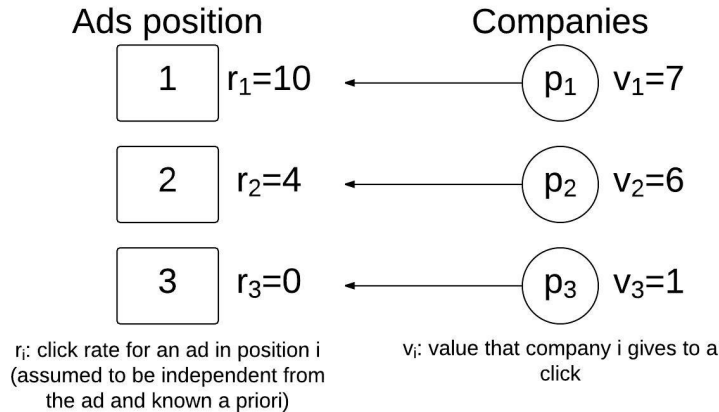 Ads position
Companies
1 r₁=10
p₁ v₁=7
2 r₂=4
p₂ v₂=6
3 r₃=0
p₃ v₃=1
rᵢ: click rate for an ad in position i
(assumed to be independent from
the ad and known a priori)
vᵢ: value that company i gives to a
click